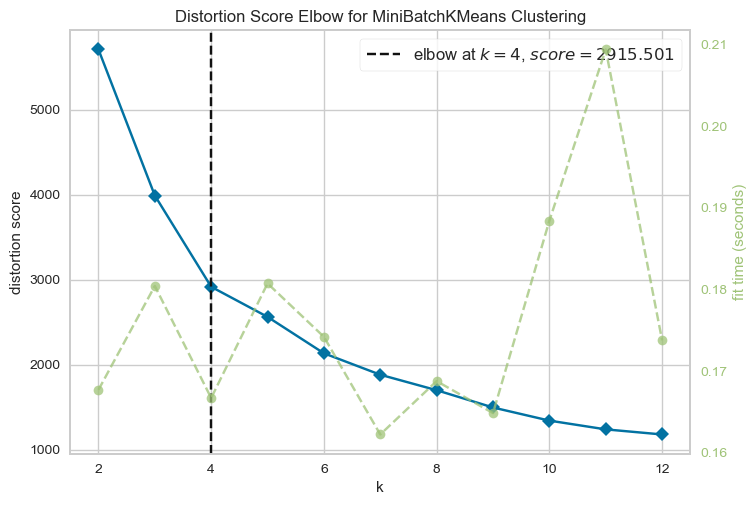 Distortion Score Elbow for MiniBatchKMeans Clustering
elbow at k = 4, score = 2915.501
distortion score
5000
4000
3000
2000
1000
0.21
0.20
0.19
0.18
0.17
0.16
fit time (seconds)
2 4 6 8 10 12
k